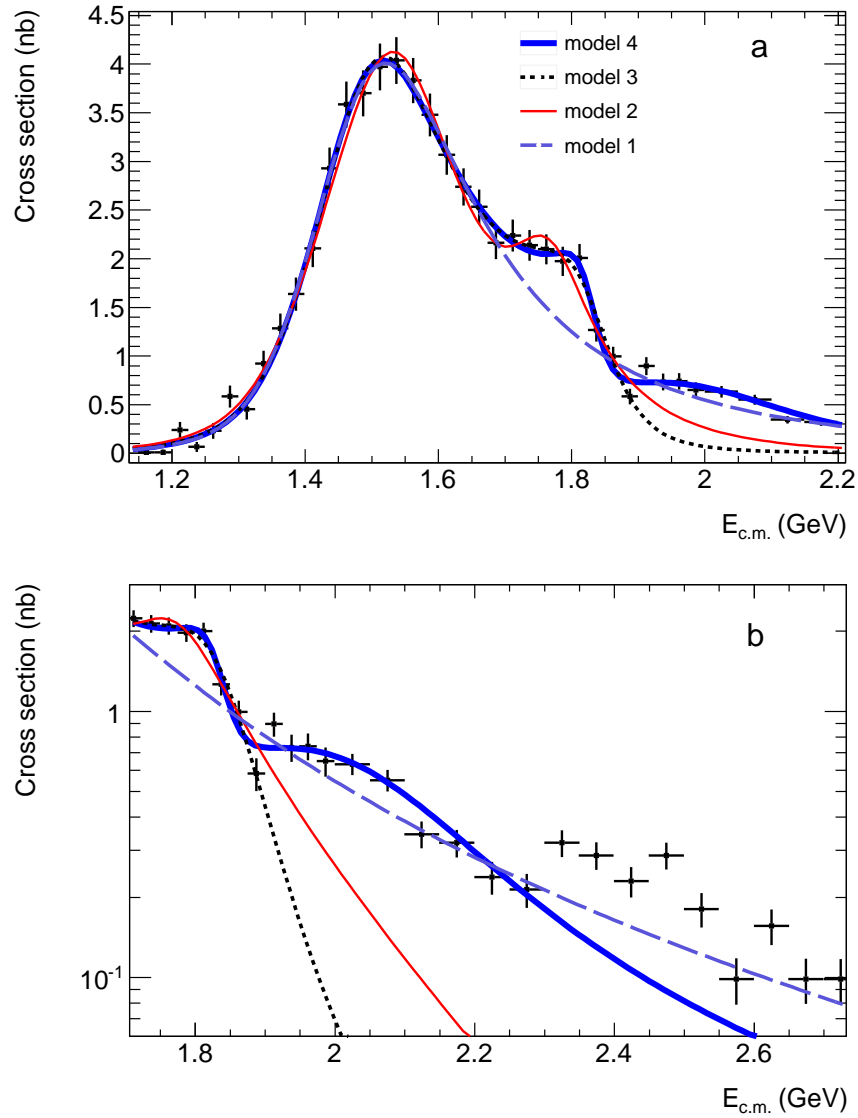 Cross section (nb)
4.5
4
3.5
3
2.5
2
1.5
1
0.5
0
a
model 4
model 3
model 2
model 1
1.2 1.4 1.6 1.8 2 2.2
E_{c.m.} (GeV)
Cross section (nb)
b
1
10^{-1}
1.8 2 2.2 2.4 2.6
E_{c.m.} (GeV)